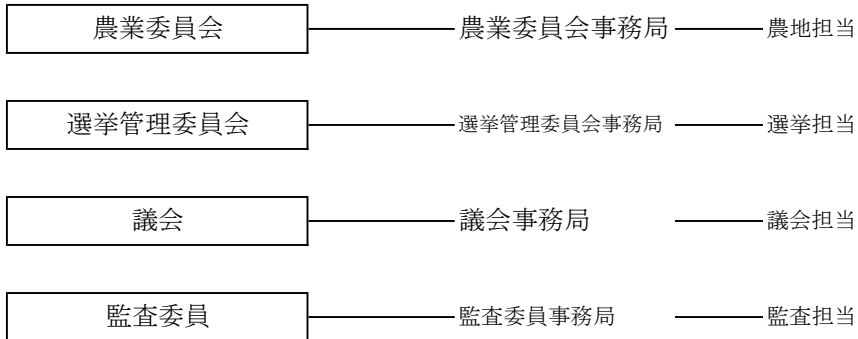 農業委員会 農業委員会事務局 農地担当
選挙管理委員会 選挙管理委員会事務局 選挙担当
議会 議会事務局 議会担当
監査委員 監査委員事務局 監査担当